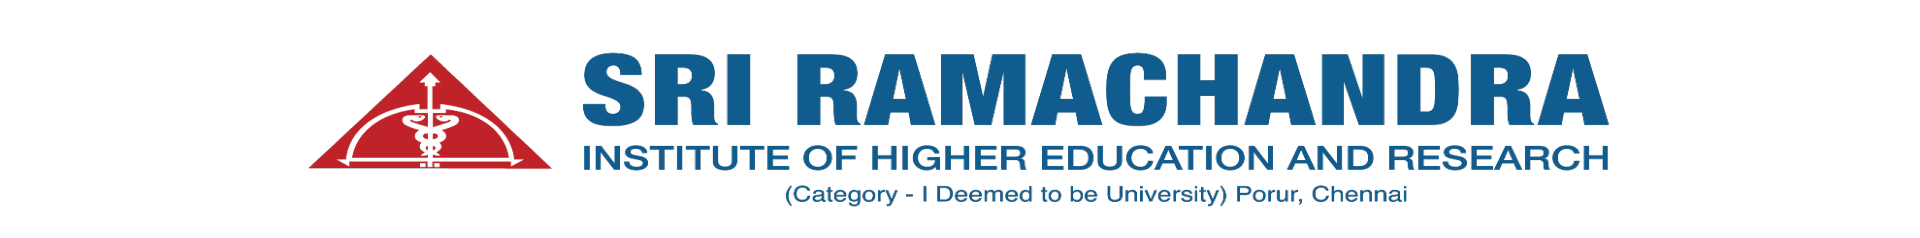 SRI RAMACHANDRA
INSTITUTE OF HIGHER EDUCATION AND RESEARCH
(Category - I Deemed to be University) Porur, Chennai